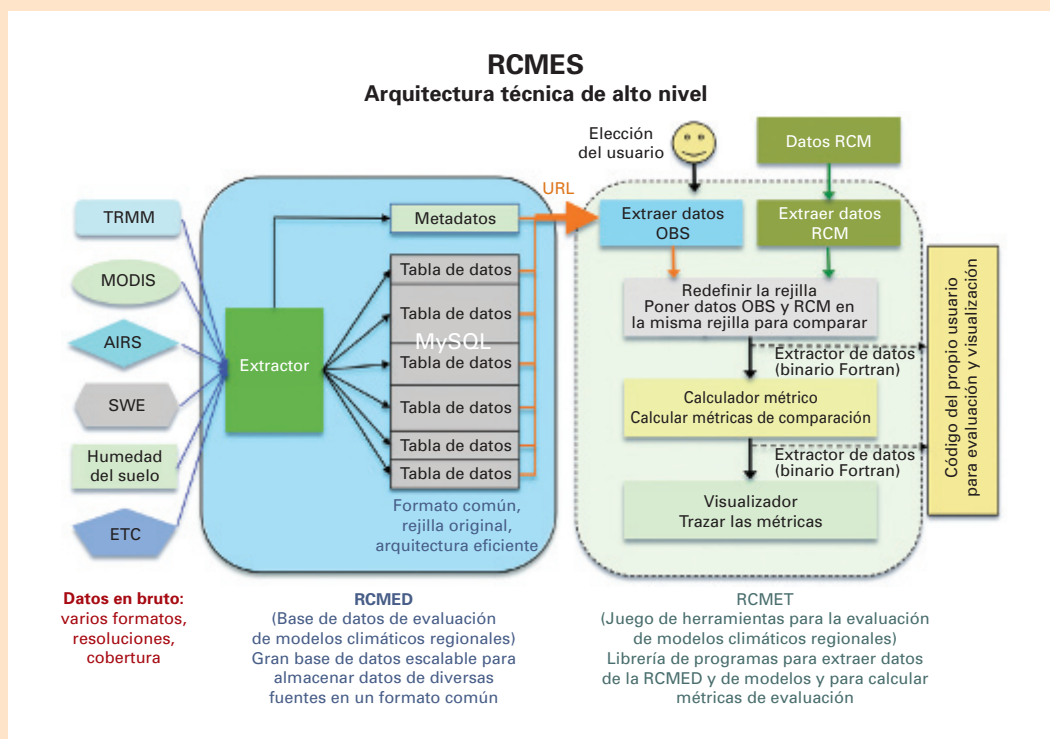 RCMES
Arquitectura técnica de alto nivel
Elección
del usuario
Datos RCM
URL
TRMM
MODIS
AIRS
SWE
Humedad
del suelo
ETC
Extractor
Metadatos
Tabla de datos
Tabla de datos
MySQL
Tabla de datos
Tabla de datos
Tabla de datos
Tabla de datos
Formato común,
rejilla original,
arquitectura eficiente
Extraer datos
OBS
Extraer datos
RCM
Redefinir la rejilla
Poner datos OBS y RCM en
la misma rejilla para comparar
Extractor de datos
(binario Fortran)
Calculador métrico
Calcular métricas de comparación
Extractor de datos
(binario Fortran)
Visualizador
Trazar las métricas
Código del propio usuario
para evaluación y visualización
Datos en bruto:
varios formatos,
resoluciones,
cobertura
RCMED
(Base de datos de evaluación
de modelos climáticos regionales)
Gran base de datos escalable para
almacenar datos de diversas
fuentes en un formato común
RCMET
(Juego de herramientas para la evaluación
de modelos climáticos regionales)
Librería de programas para extraer datos
de la RCMED y de modelos y para calcular
métricas de evaluación